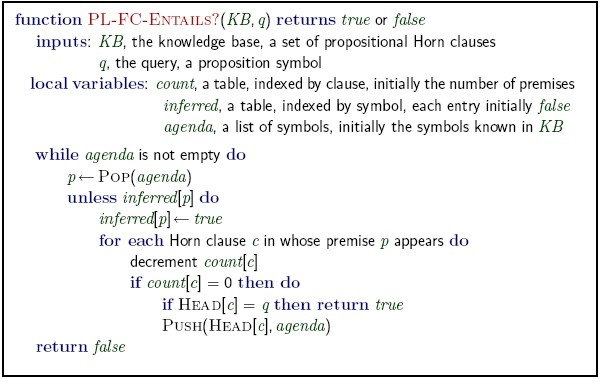 function PL-FC-Entails?(KB, q) returns true or false
inputs: KB, the knowledge base, a set of propositional Horn clauses
q, the query, a proposition symbol
local variables: count, a table, indexed by clause, initially the number of premises
inferred, a table, indexed by symbol, each entry initially false
agenda, a list of symbols, initially the symbols known in KB
while agenda is not empty do
p ← Pop(agenda)
unless inferred[p] do
inferred[p] ← true
for each Horn clause c in whose premise p appears do
decrement count[c]
if count[c] = 0 then do
if Head[c] = q then return true
Push(Head[c], agenda)
return false